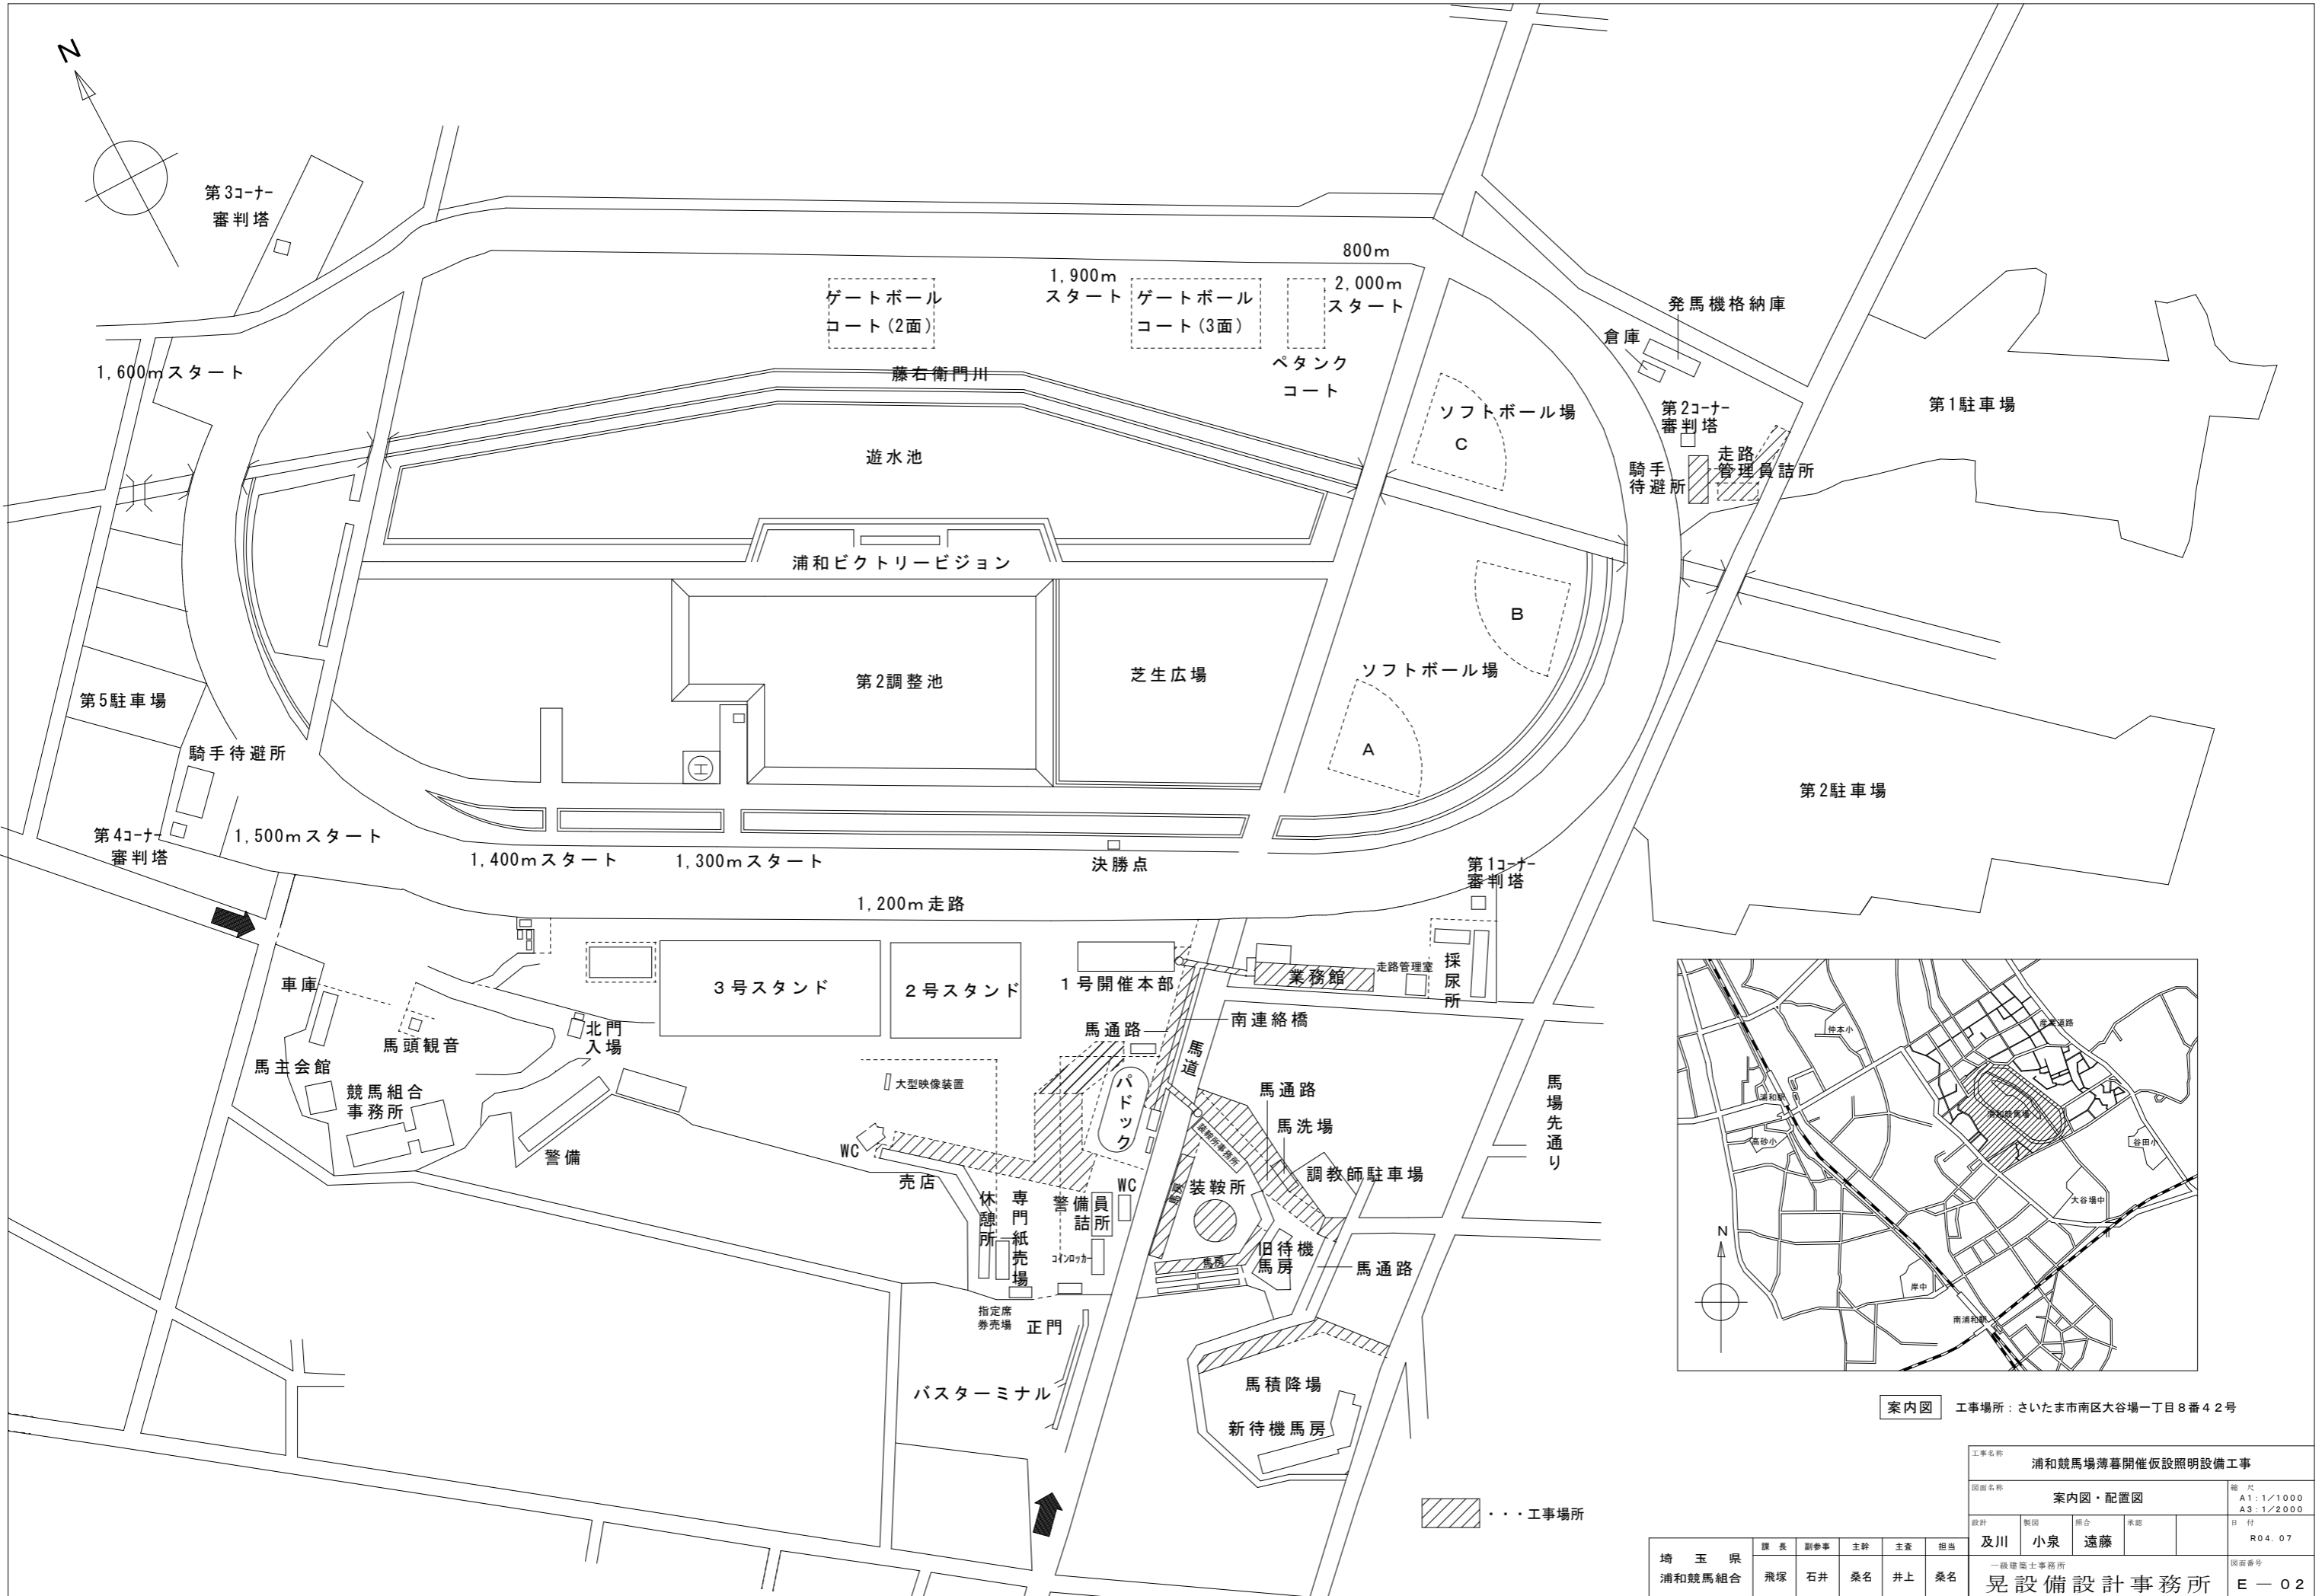 N
第3コーナー
審判塔
800m
1,900m
スタート
2,000m
スタート
ゲートボール
コート(2面)
ゲートボール
コート(3面)
ペタンク
コート
発馬機格納庫
倉庫
1,600mスタート
藤右衛門川
ソフトボール場
C
第2コーナー
審判塔
第1駐車場
走路
管理員詰所
騎手
待避所
遊水池
浦和ビクトリービジョン
B
ソフトボール場
第2調整池
芝生広場
第5駐車場
A
騎手待避所
H
第2駐車場
第4コーナー
審判塔
1,500mスタート
1,400mスタート
1,300mスタート
決勝点
第1コーナー
審判塔
1,200m走路
車庫
3号スタンド
2号スタンド
1号開催本部
業務館
走路管理室
採尿所
馬頭観音
北門
入場
馬通路
南連絡橋
馬道
馬主会館
競馬組合
事務所
大型映像装置
パドック
馬通路
馬場先通り
馬洗場
装鞍所事務所
警備
WC
売店
調教師駐車場
休憩所
専門紙売場
警備員
詰所
WC
馬房
装鞍所
コインロッカー
馬房
旧待機
馬房
馬通路
指定席
券売場
正門
バスターミナル
馬積降場
新待機馬房
・・・工事場所
仲本小
産業道路
浦和駅
浦和競馬場
高砂小
谷田小
大谷場中
N
岸中
南浦和駅
案内図
工事場所：さいたま市南区大谷場一丁目8番42号
工事名称
浦和競馬場薄暮開催仮設照明設備工事
図面名称
案内図・配置図
縮 尺
A1:1/1000
A3:1/2000
設計
製図
照合
承認
日 付
及川
小泉
遠藤
R04.07
埼 玉 県
浦和競馬組合
課 長
副参事
主幹
主査
担当
飛塚
石井
桑名
井上
桑名
一級建築士事務所
晃設備設計事務所
図面番号
E－02